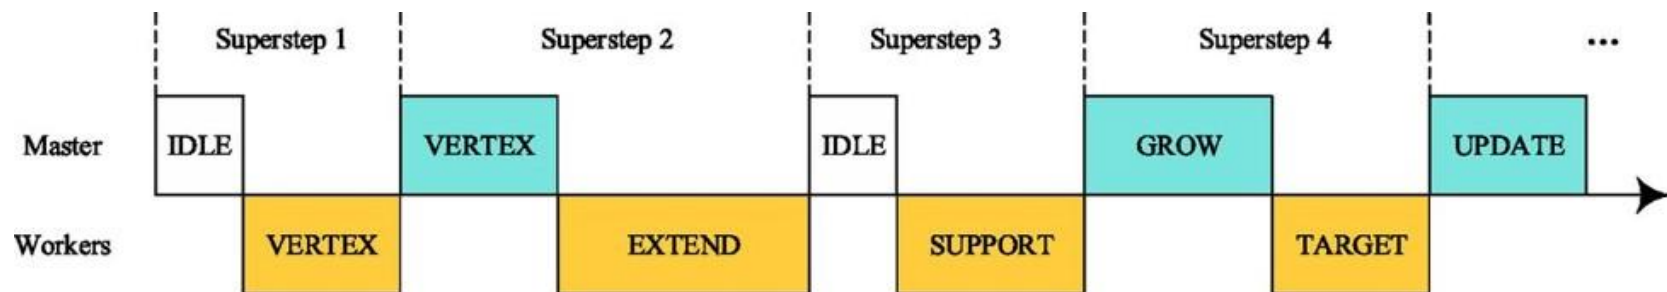 Superstep 1 Superstep 2 Superstep 3 Superstep 4 ...
Master IDLE VERTEX IDLE GROW UPDATE
Workers VERTEX EXTEND SUPPORT TARGET